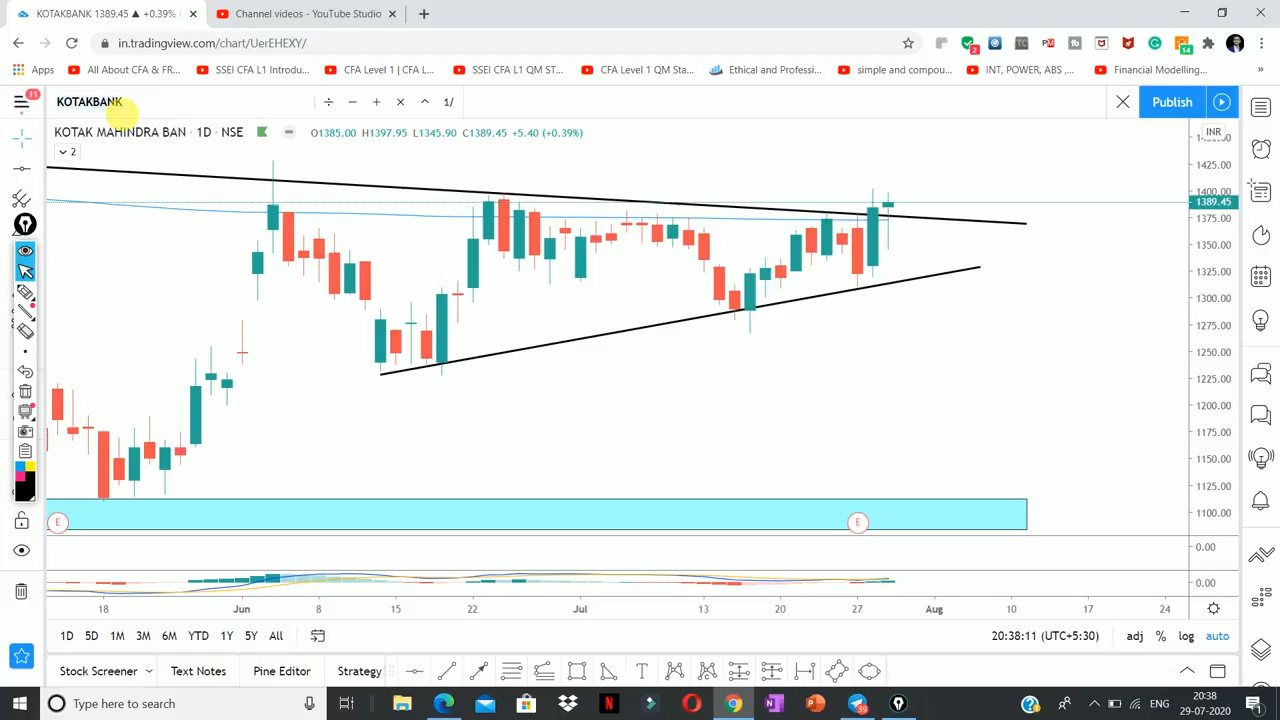 KOTAKBANK 1389.45 ▲ +0.39%
Channel videos - YouTube Studio
in.tradingview.com/chart/UerEHEXY/
Apps
All About CFA & FR...
SSEI CFA L1 Introdu...
CFA Level 1 | CFA L...
SSEI CFA L1 QM ST...
CFA Level 1 QM Sta...
Ethical and Professi...
simple and compou...
INT, POWER, ABS ,...
Financial Modelling...
»
2
TC
14
11
KOTAKBANK
÷ − + × 1/
Publish
KOTAK MAHINDRA BAN · 1D · NSE
O1385.00 H1397.95 L1345.90 C1389.45 +5.40 (+0.39%)
INR
2
1425.00
1400.00
1389.45
1375.00
1350.00
1325.00
1300.00
1275.00
1250.00
1225.00
1200.00
1175.00
1150.00
1125.00
1100.00
E
E
0.00
0.00
18 Jun 8 15 22 Jul 13 20 27 Aug 10 17 24
1D 5D 1M 3M 6M YTD 1Y 5Y All
20:38:11 (UTC+5:30)
adj % log auto
Stock Screener
Text Notes
Pine Editor
Strategy
T
Type here to search
39
ENG
20:38
29-07-2020